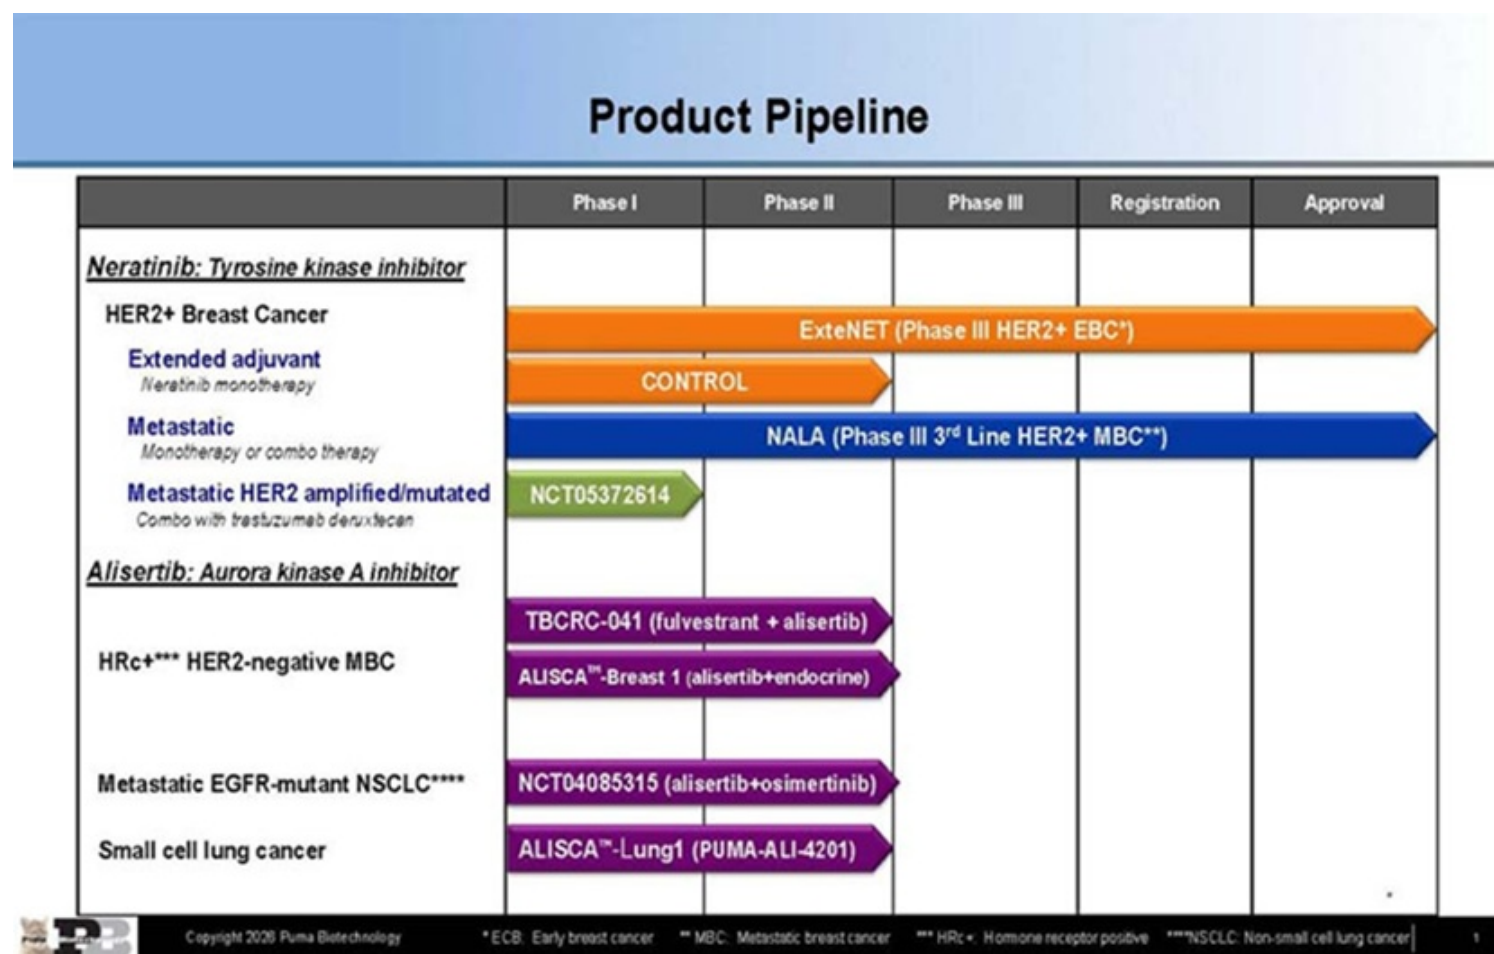 Product Pipeline
Phase I Phase II Phase III Registration Approval
Neratinib: Tyrosine kinase inhibitor
HER2+ Breast Cancer
ExteNET (Phase III HER2+ EBC*)
Extended adjuvant
Neratinib monotherapy
CONTROL
Metastatic
Monotherapy or combo therapy
NALA (Phase III 3rd Line HER2+ MBC**)
Metastatic HER2 amplified/mutated
Combo with trastuzumab deruxtecan
NCT05372614
Alisertib: Aurora kinase A inhibitor
TBCRC-041 (fulvestrant + alisertib)
HRc+*** HER2-negative MBC
ALISCA™-Breast 1 (alisertib+endocrine)
Metastatic EGFR-mutant NSCLC****
NCT04085315 (alisertib+osimertinib)
Small cell lung cancer
ALISCA™-Lung1 (PUMA-ALI-4201)
Copyright 2026 Puma Biotechnology * ECB: Early breast cancer ** MBC: Metastatic breast cancer *** HRc+: Hormone receptor positive ****NSCLC: Non-small cell lung cancer 1